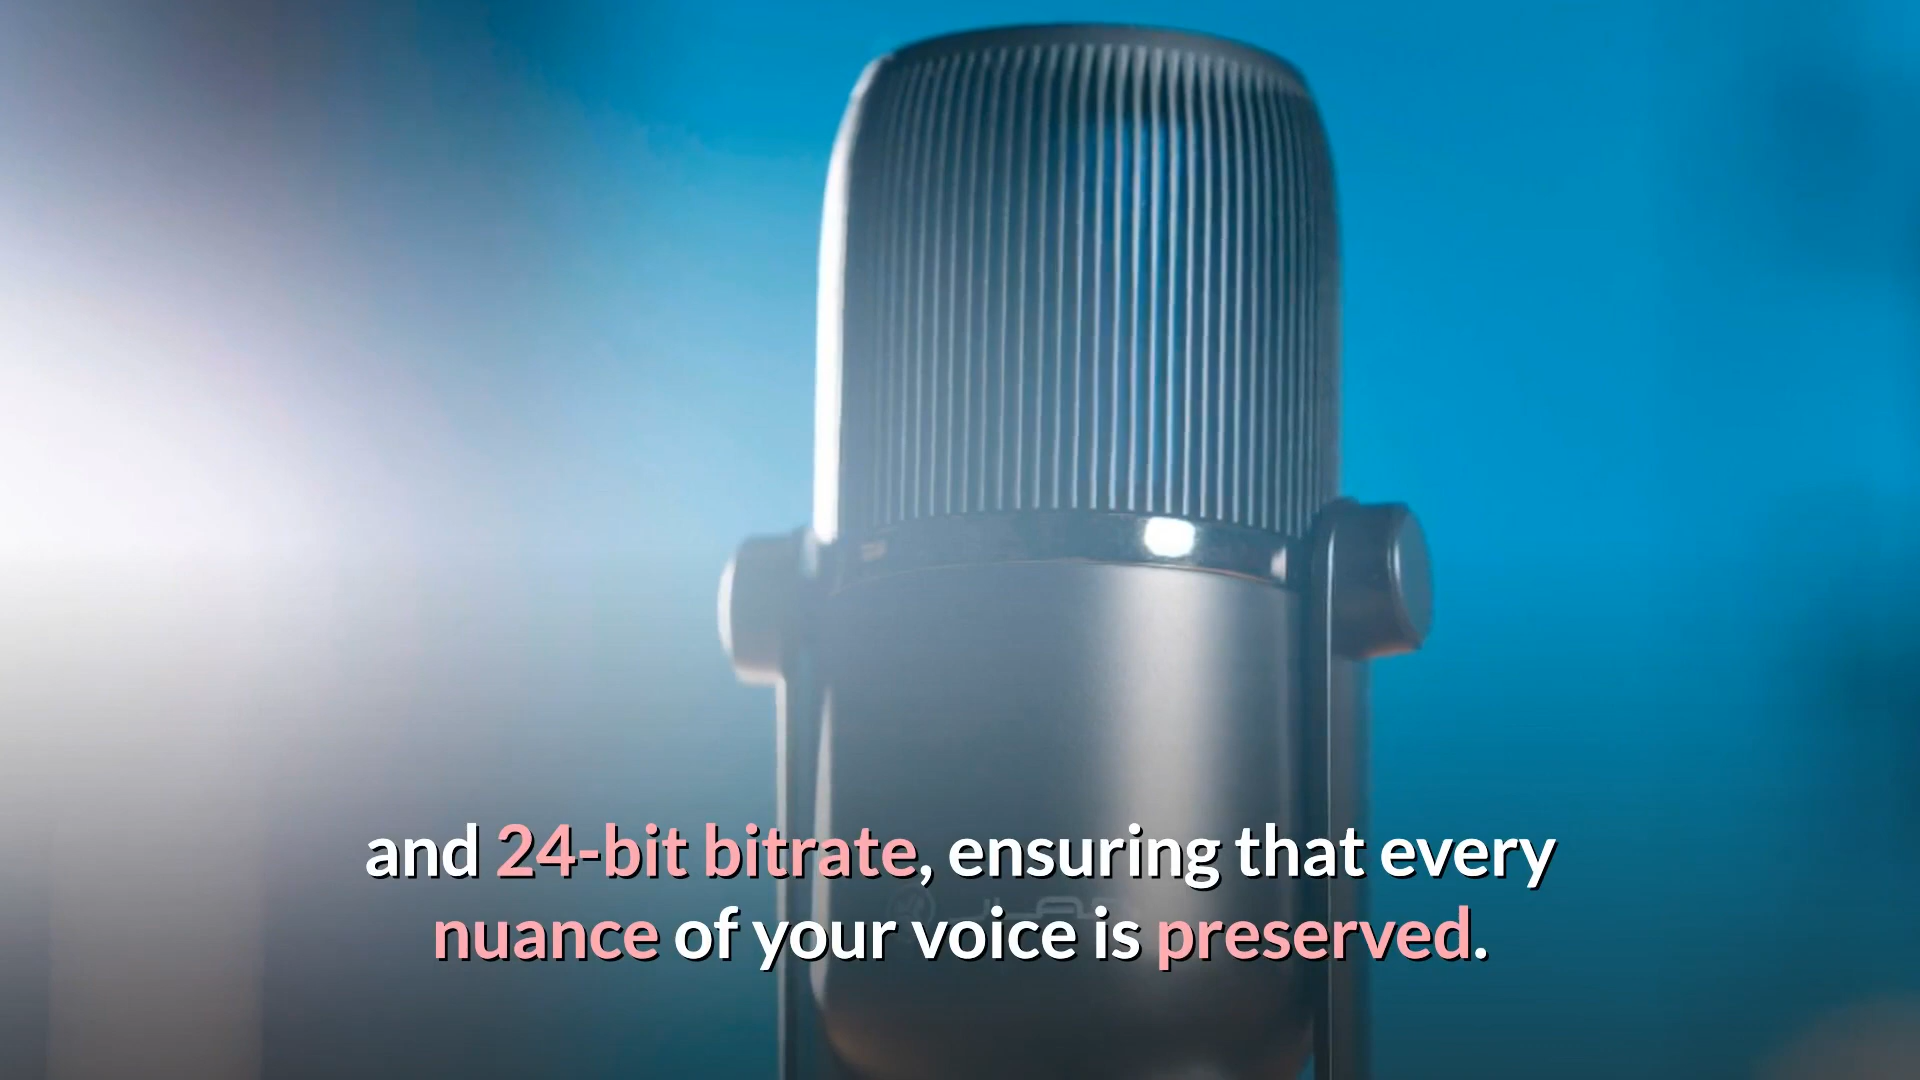 and 24-bit bitrate, ensuring that every
nuance of your voice is preserved.